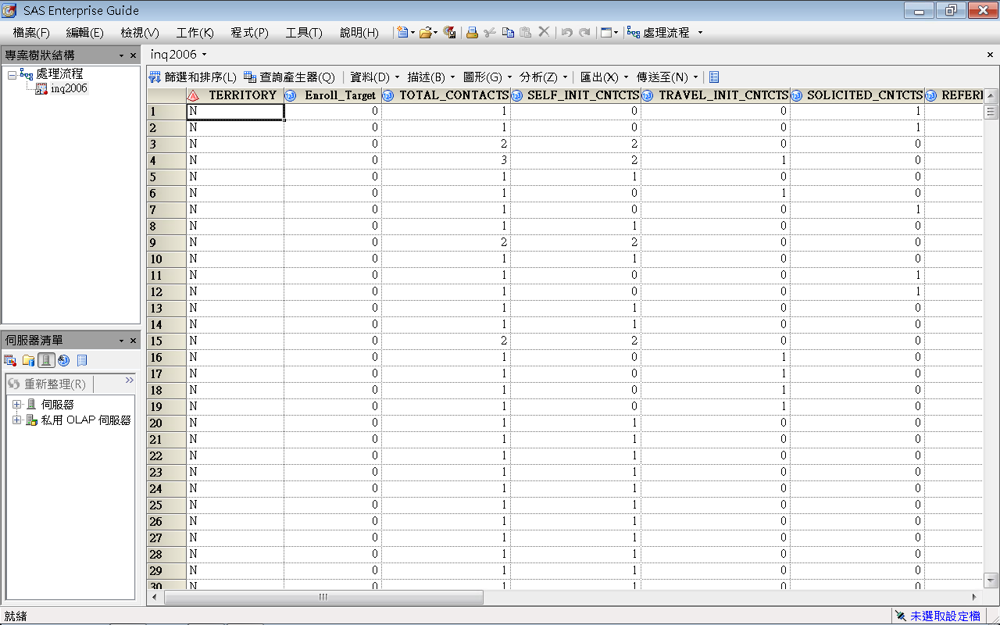 SAS Enterprise Guide
檔案(F) 編輯(E) 檢視(V) 工作(K) 程式(P) 工具(T) 說明(H) 處理流程
專案樹狀結構
處理流程
inq2006
伺服器清單
重新整理(R)
伺服器
私用 OLAP 伺服器
inq2006
篩選和排序(L) 查詢產生器(Q) 資料(D) 描述(B) 圖形(G) 分析(Z) 匯出(X) 傳送至(N)
TERRITORY Enroll_Target TOTAL_CONTACTS SELF_INIT_CNTCTS TRAVEL_INIT_CNTCTS SOLICITED_CNTCTS
1 N 0 1 0 0 1
2 N 0 1 0 0 1
3 N 0 2 2 0 0
4 N 0 3 2 1 0
5 N 0 1 1 0 0
6 N 0 1 0 1 0
7 N 0 1 0 0 1
8 N 0 1 1 0 0
9 N 0 2 2 0 0
10 N 0 1 1 0 0
11 N 0 1 0 0 1
12 N 0 1 0 0 1
13 N 0 1 1 0 0
14 N 0 1 1 0 0
15 N 0 2 2 0 0
16 N 0 1 0 1 0
17 N 0 1 0 1 0
18 N 0 1 0 1 0
19 N 0 1 0 1 0
20 N 0 1 1 0 0
21 N 0 1 1 0 0
22 N 0 1 1 0 0
23 N 0 1 1 0 0
24 N 0 1 1 0 0
25 N 0 1 1 0 0
26 N 0 1 1 0 0
27 N 0 1 1 0 0
28 N 0 1 1 0 0
29 N 0 1 1 0 0
30 N 0 1 1 0 0
就緒
未選取設定檔